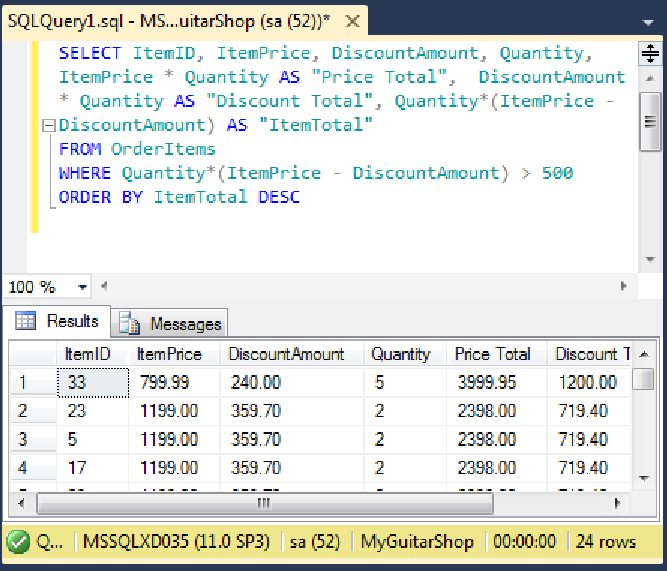 SQLQuery1.sql - MS...uitarShop (sa (52))*
SELECT ItemID, ItemPrice, DiscountAmount, Quantity,
ItemPrice * Quantity AS "Price Total", DiscountAmount
* Quantity AS "Discount Total", Quantity*(ItemPrice -
DiscountAmount) AS "ItemTotal"
FROM OrderItems
WHERE Quantity*(ItemPrice - DiscountAmount) > 500
ORDER BY ItemTotal DESC
100 %
Results Messages
ItemID ItemPrice DiscountAmount Quantity Price Total Discount T
1 33 799.99 240.00 5 3999.95 1200.00
2 23 1199.00 359.70 2 2398.00 719.40
3 5 1199.00 359.70 2 2398.00 719.40
4 17 1199.00 359.70 2 2398.00 719.40
Q... MSSQLXD035 (11.0 SP3) sa (52) MyGuitarShop 00:00:00 24 rows